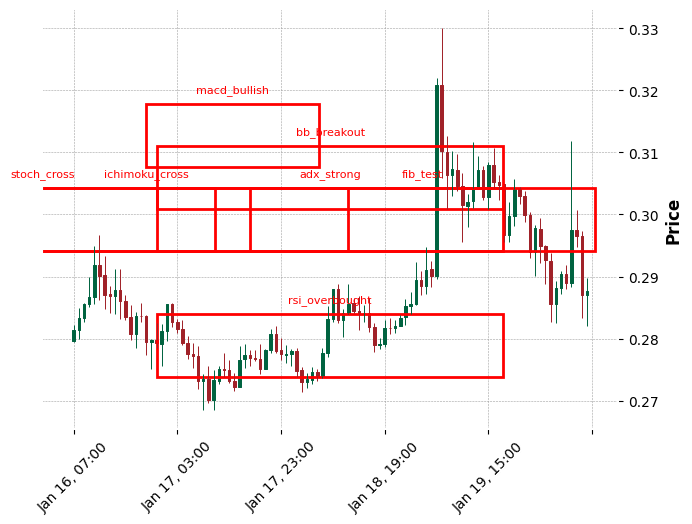 0.33
macd_bullish
0.32
bb_breakout
0.31
stoch_cross ichimoku_cross adx_strong fib_test
0.30
0.29
rsi_overbought
0.28
0.27
Price
Jan 16, 07:00 Jan 17, 03:00 Jan 17, 23:00 Jan 18, 19:00 Jan 19, 15:00